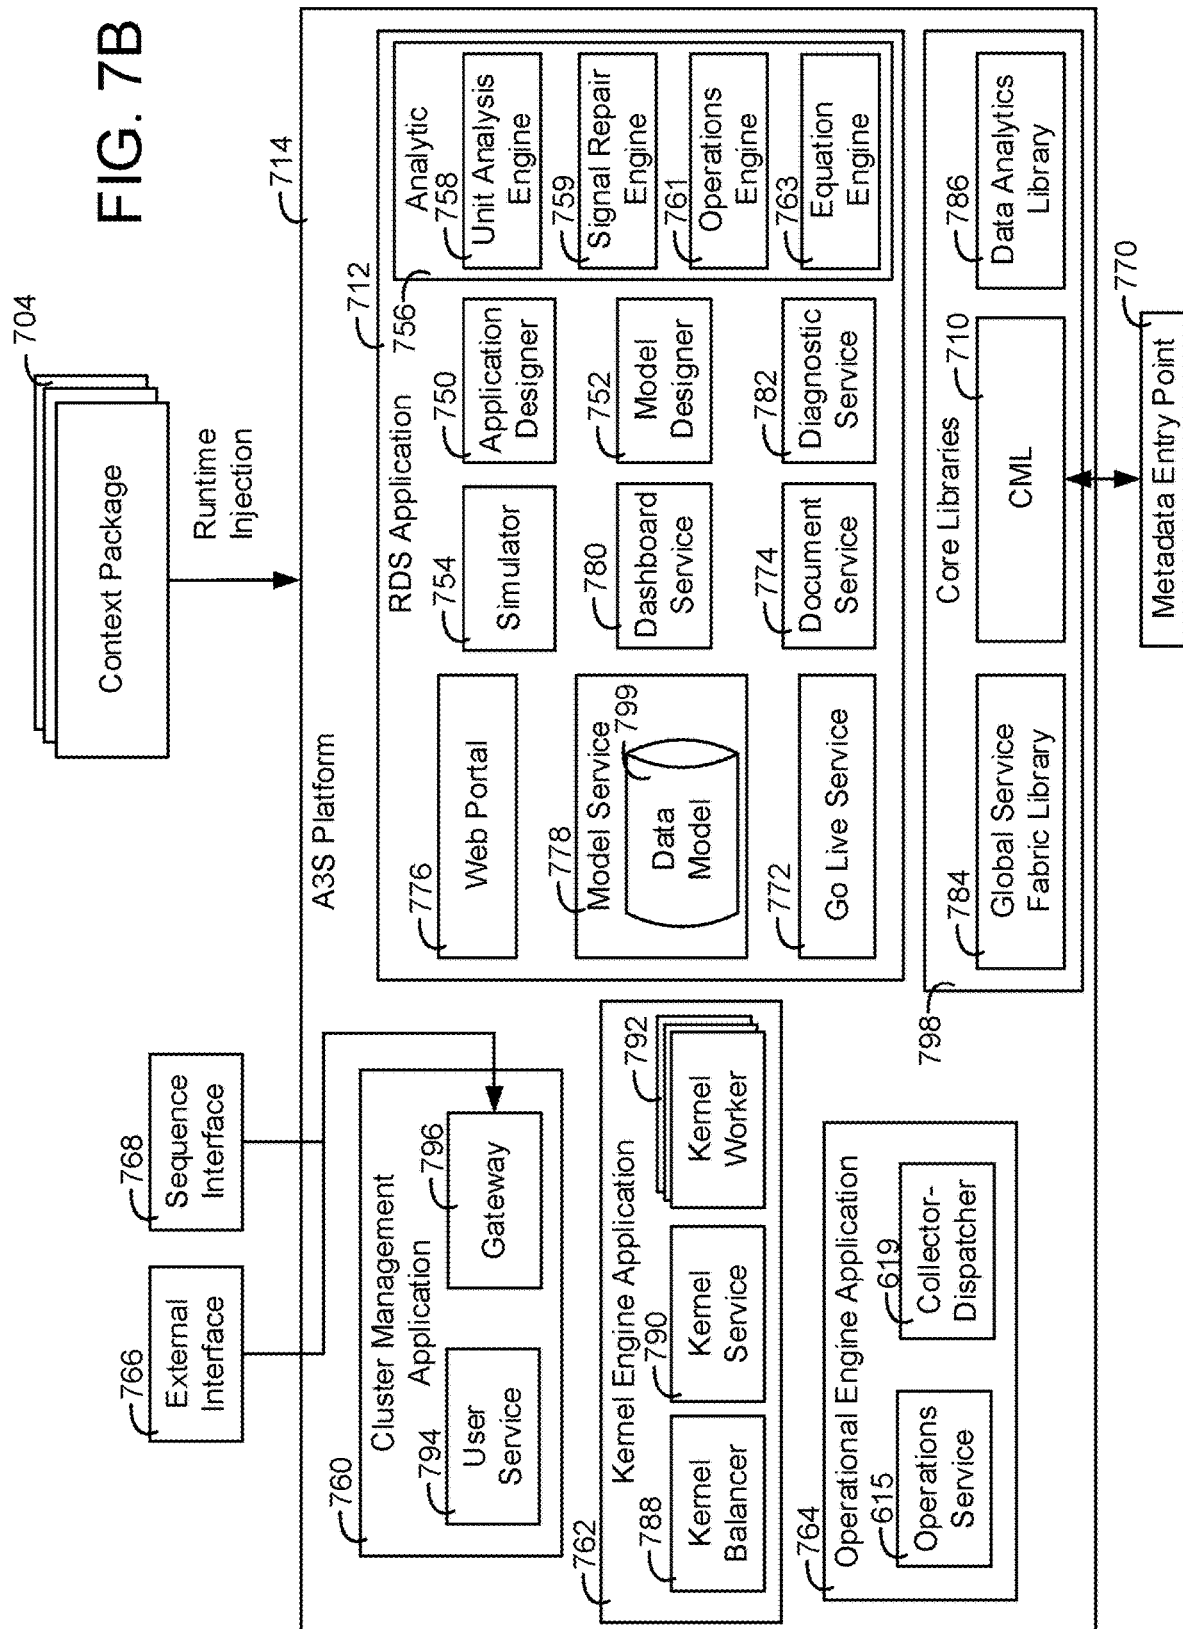 FIG. 7B
704
Context Package
Runtime
Injection
766
External
Interface
768
Sequence
Interface
714
A3S Platform
760
Cluster Management
Application
794
User
Service
796
Gateway
762
Kernel Engine Application
788
Kernel
Balancer
790
Kernel
Service
792
Kernel
Worker
764
Operational Engine Application
615
Operations
Service
619
Collector-
Dispatcher
712
RDS Application
776
Web Portal
754
Simulator
750
Application
Designer
778
Model Service
799
Data
Model
780
Dashboard
Service
752
Model
Designer
772
Go Live Service
774
Document
Service
782
Diagnostic
Service
756
Analytic
758
Unit Analysis
Engine
759
Signal Repair
Engine
761
Operations
Engine
763
Equation
Engine
798
Core Libraries
784
Global Service
Fabric Library
710
CML
786
Data Analytics
Library
770
Metadata Entry Point